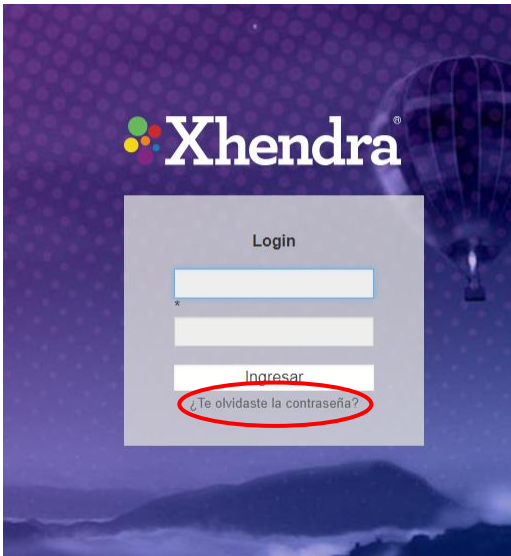 Xhendra®
Login
*
Ingresar
¿Te olvidaste la contraseña?